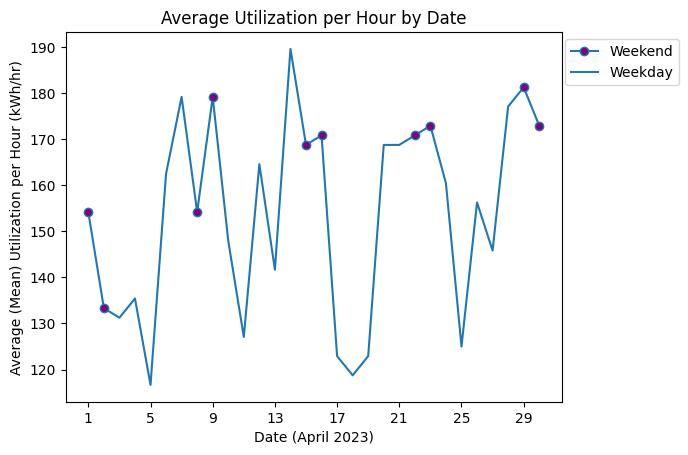 Average Utilization per Hour by Date
Average (Mean) Utilization per Hour (kWh/hr)
190
180
170
160
150
140
130
120
1 5 9 13 17 21 25 29
Date (April 2023)
Weekend
Weekday